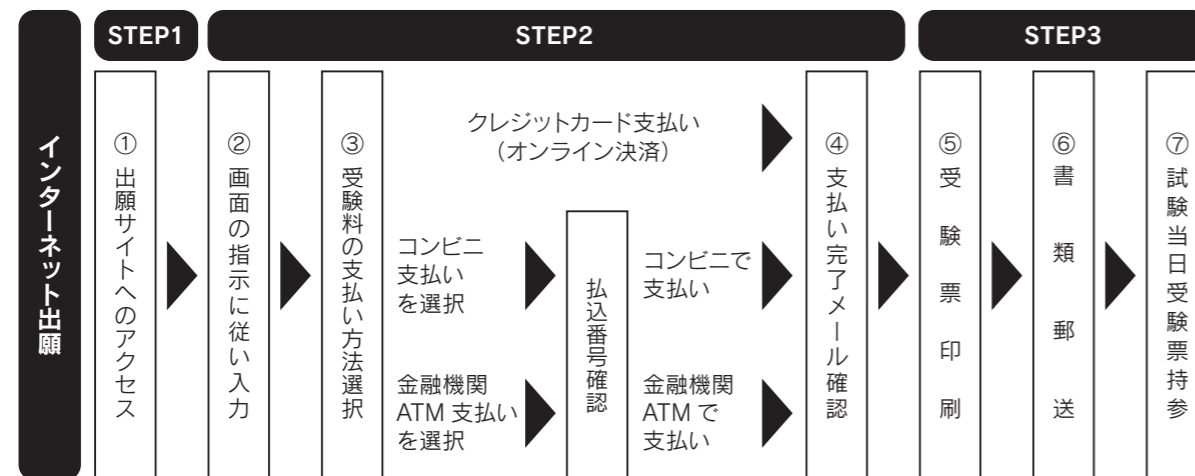 インターネット出願
STEP1
STEP2
STEP3
①出願サイトへのアクセス
②画面の指示に従い入力
③受験料の支払い方法選択
クレジットカード支払い
（オンライン決済）
コンビニ
支払い
を選択
金融機関
ATM 支払い
を選択
払込番号確認
コンビニで
支払い
金融機関
ATM で
支払い
④支払い完了メール確認
⑤受験票印刷
⑥書類郵送
⑦試験当日受験票持参